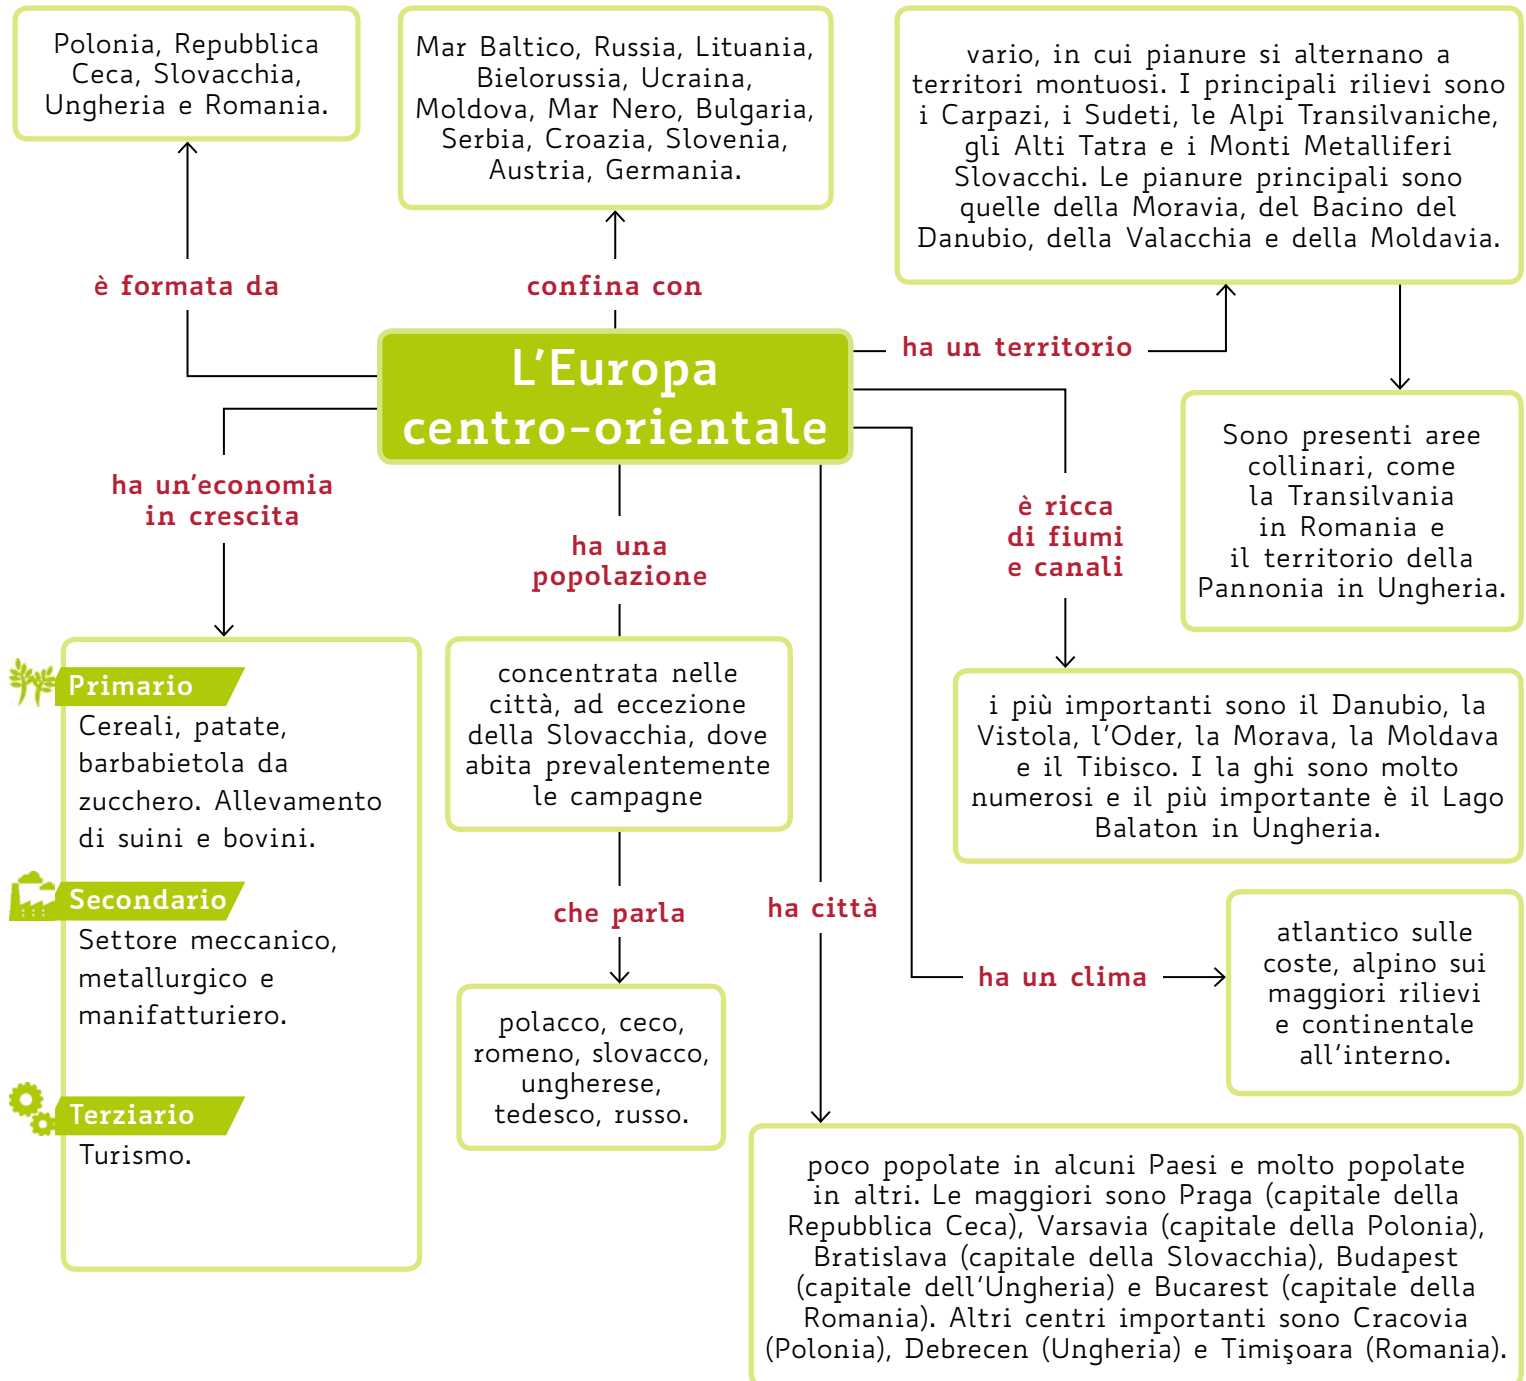 Polonia, Repubblica
Ceca, Slovacchia,
Ungheria e Romania.
Mar Baltico, Russia, Lituania,
Bielorussia, Ucraina,
Moldova, Mar Nero, Bulgaria,
Serbia, Croazia, Slovenia,
Austria, Germania.
vario, in cui pianure si alternano a
territori montuosi. I principali rilievi sono
i Carpazi, i Sudeti, le Alpi Transilvaniche,
gli Alti Tatra e i Monti Metalliferi
Slovacchi. Le pianure principali sono
quelle della Moravia, del Bacino del
Danubio, della Valacchia e della Moldavia.
è formata da
confina con
ha un territorio
L'Europa
centro-orientale
Sono presenti aree
collinari, come
la Transilvania
in Romania e
il territorio della
Pannonia in Ungheria.
ha un'economia
in crescita
ha una
popolazione
è ricca
di fiumi
e canali
Primario
Cereali, patate,
barbabietola da
zucchero. Allevamento
di suini e bovini.
Secondario
Settore meccanico,
metallurgico e
manifatturiero.
Terziario
Turismo.
concentrata nelle
città, ad eccezione
della Slovacchia, dove
abita prevalentemente
le campagne
che parla
polacco, ceco,
romeno, slovacco,
ungherese,
tedesco, russo.
i più importanti sono il Danubio, la
Vistola, l'Oder, la Morava, la Moldava
e il Tibisco. I la ghi sono molto
numerosi e il più importante è il Lago
Balaton in Ungheria.
ha città
ha un clima
atlantico sulle
coste, alpino sui
maggiori rilievi
e continentale
all'interno.
poco popolate in alcuni Paesi e molto popolate
in altri. Le maggiori sono Praga (capitale della
Repubblica Ceca), Varsavia (capitale della Polonia),
Bratislava (capitale della Slovacchia), Budapest
(capitale dell'Ungheria) e Bucarest (capitale della
Romania). Altri centri importanti sono Cracovia
(Polonia), Debrecen (Ungheria) e Timişoara (Romania).